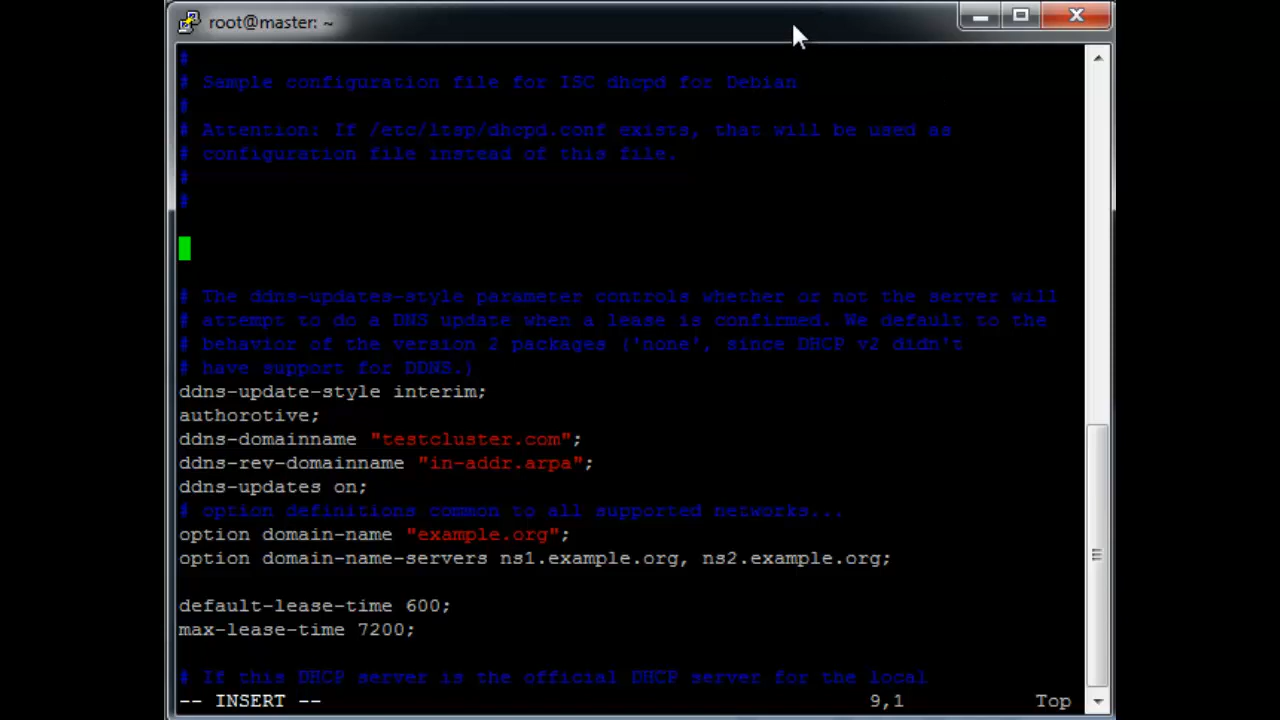 root@master: ~
#
# Sample configuration file for ISC dhcpd for Debian
#
# Attention: If /etc/ltsp/dhcpd.conf exists, that will be used as
# configuration file instead of this file.
#
#
# The ddns-updates-style parameter controls whether or not the server will
# attempt to do a DNS update when a lease is confirmed. We default to the
# behavior of the version 2 packages ('none', since DHCP v2 didn't
# have support for DDNS.)
ddns-update-style interim;
authorotive;
ddns-domainname "testcluster.com";
ddns-rev-domainname "in-addr.arpa";
ddns-updates on;
# option definitions common to all supported networks...
option domain-name "example.org";
option domain-name-servers ns1.example.org, ns2.example.org;
default-lease-time 600;
max-lease-time 7200;
# If this DHCP server is the official DHCP server for the local
-- INSERT -- 9,1 Top